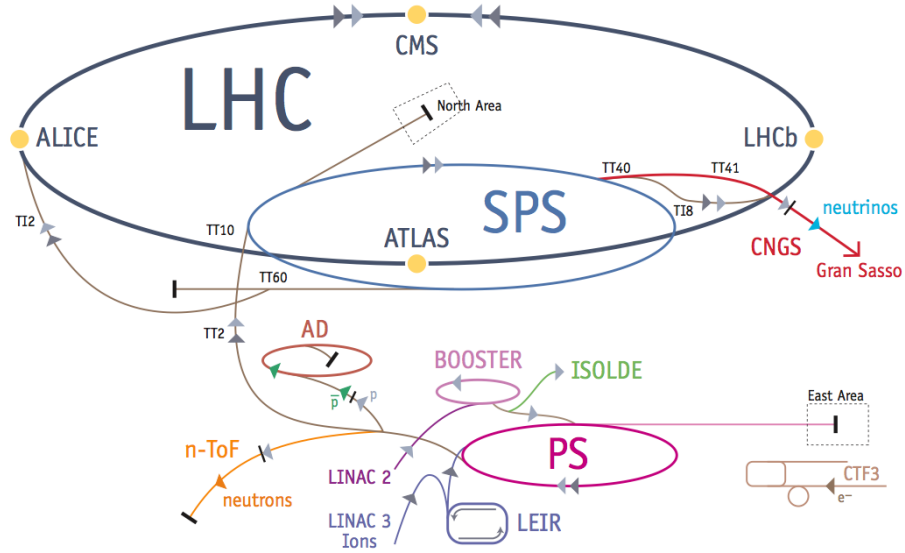 CMS
LHC
North Area
ALICE
LHCb
TT40
TT41
SPS
TI8
neutrinos
TI2
TT10
ATLAS
CNGS
Gran Sasso
TT60
TT2
AD
BOOSTER
ISOLDE
p̅
p
East Area
n-ToF
PS
LINAC 2
neutrons
CTF3
e⁻
LINAC 3
Ions
LEIR